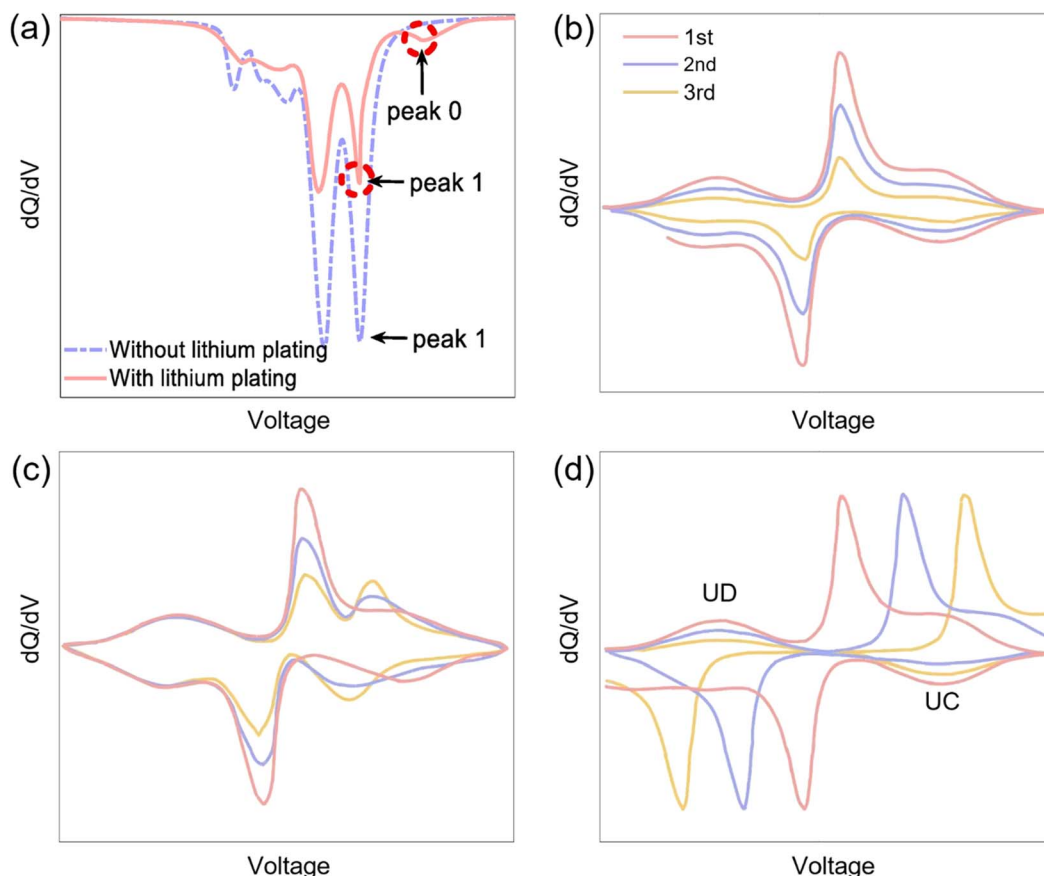 (a)
peak 0
peak 1
peak 1
Without lithium plating
With lithium plating
dQ/dV
Voltage
(b)
1st
2nd
3rd
dQ/dV
Voltage
(c)
dQ/dV
Voltage
(d)
UD
UC
dQ/dV
Voltage